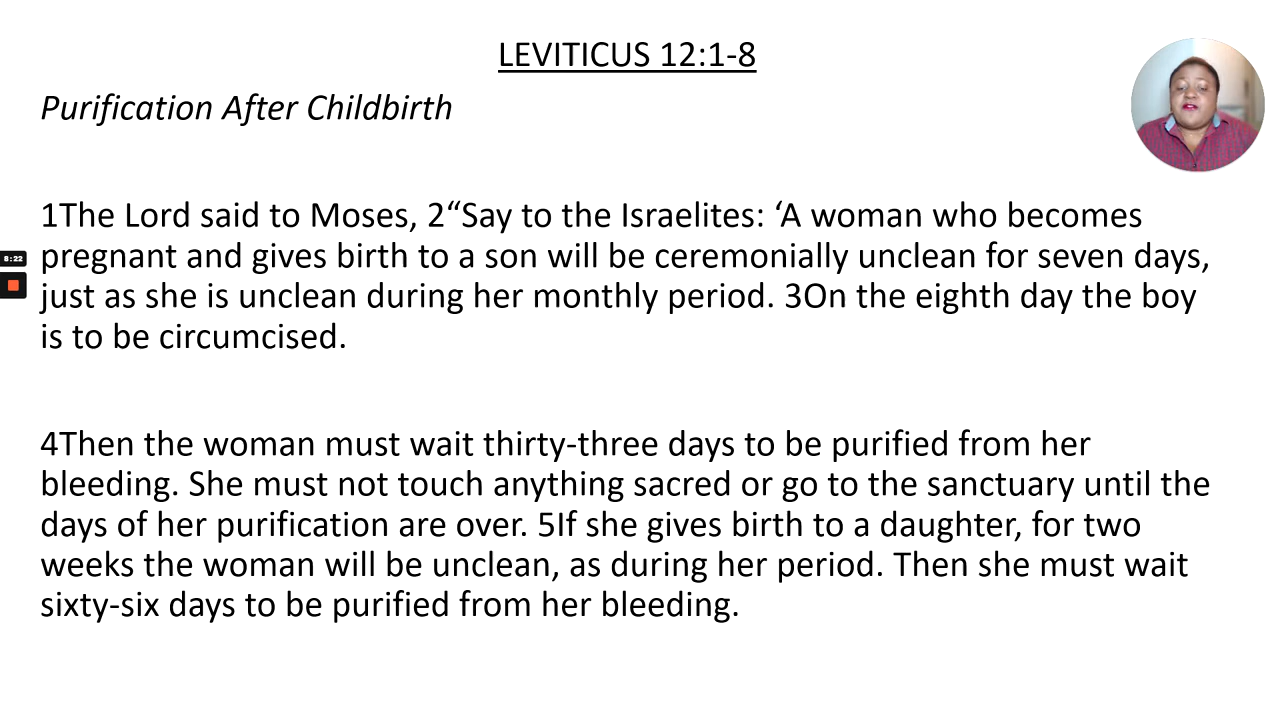 LEVITICUS 12:1-8
Purification After Childbirth
1The Lord said to Moses, 2“Say to the Israelites: ‘A woman who becomes
pregnant and gives birth to a son will be ceremonially unclean for seven days,
just as she is unclean during her monthly period. 3On the eighth day the boy
is to be circumcised.
4Then the woman must wait thirty-three days to be purified from her
bleeding. She must not touch anything sacred or go to the sanctuary until the
days of her purification are over. 5If she gives birth to a daughter, for two
weeks the woman will be unclean, as during her period. Then she must wait
sixty-six days to be purified from her bleeding.
8:22